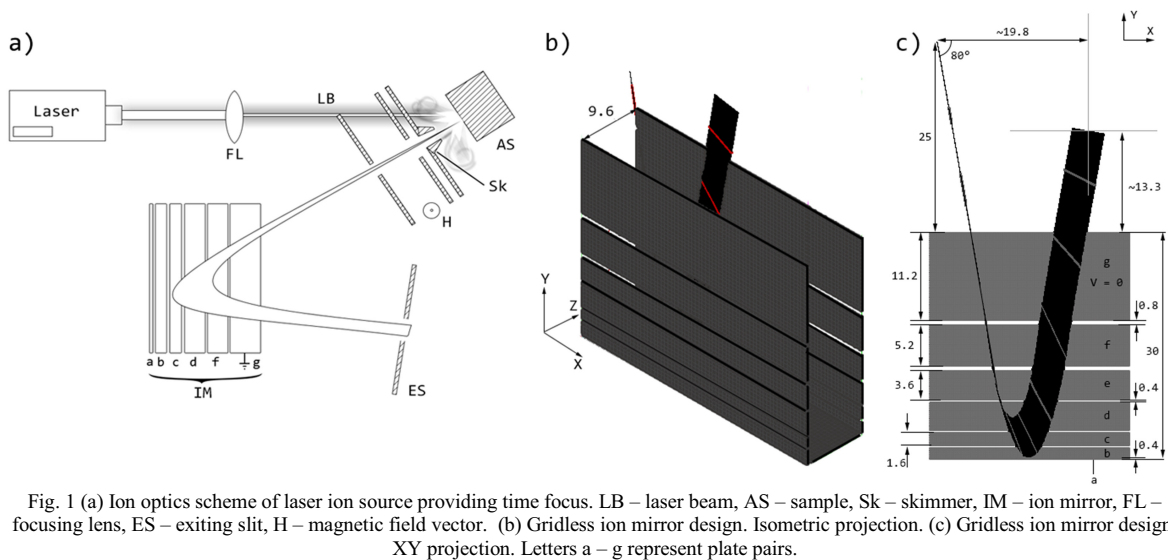 a)
Laser
LB
FL
AS
Sk
H
a b c d f g
IM
ES
b)
9.6
Y
Z
X
c)
~19.8
Y
X
80°
25
~13.3
g
V = 0
11.2
0.8
f
5.2
30
e
3.6
0.4
d
c
0.4
b
1.6
a
Fig. 1 (a) Ion optics scheme of laser ion source providing time focus. LB – laser beam, AS – sample, Sk – skimmer, IM – ion mirror, FL –
focusing lens, ES – exiting slit, H – magnetic field vector. (b) Gridless ion mirror design. Isometric projection. (c) Gridless ion mirror design
XY projection. Letters a – g represent plate pairs.